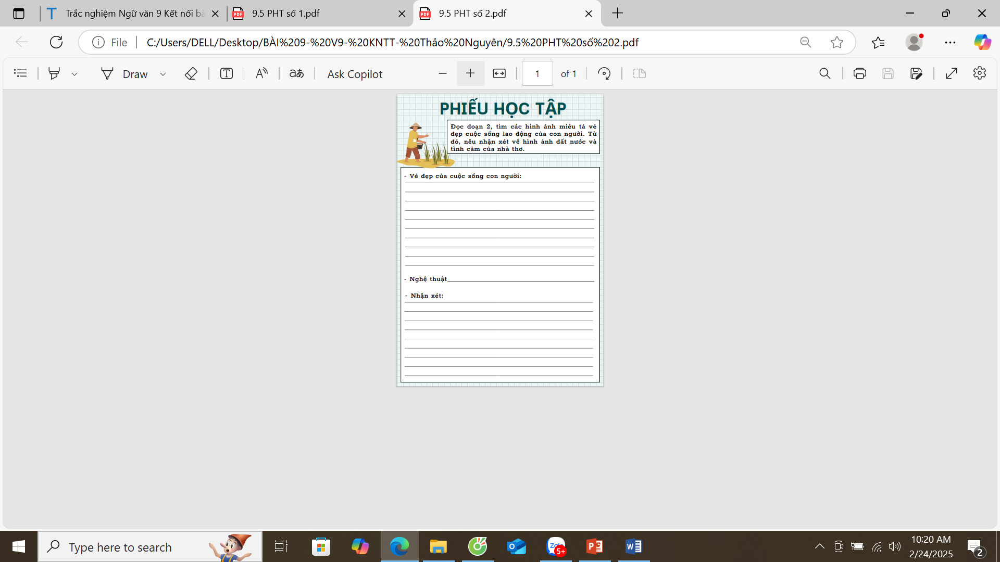 Trắc nghiệm Ngữ văn 9 Kết nối bà
9.5 PHT số 1.pdf
9.5 PHT số 2.pdf
File
C:/Users/DELL/Desktop/BÀI%209-%20V9-%20KNTT-%20Thảo%20Nguyên/9.5%20PHT%20số%202.pdf
Draw
Ask Copilot
1
of 1
PHIẾU HỌC TẬP
Đọc đoạn 2, tìm các hình ảnh miêu tả vẻ
đẹp cuộc sống lao động của con người. Từ
đó, nêu nhận xét về hình ảnh đất nước và
tình cảm của nhà thơ.
- Vẻ đẹp của cuộc sống con người:
- Nghệ thuật
- Nhận xét:
Type here to search
Zalo
5+
10:20 AM
2/24/2025
2